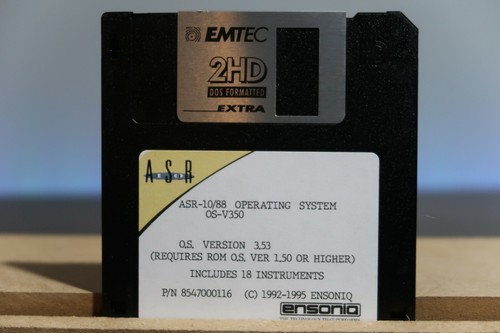 EMTEC
2HD
DOS FORMATTED
EXTRA
ASR
ASR-10/88 OPERATING SYSTEM
OS-V350
O.S. VERSION 3,53
(REQUIRES ROM O.S. VER 1,50 OR HIGHER)
INCLUDES 18 INSTRUMENTS
P/N 8547000116 (C) 1992-1995 ENSONIQ
ensoniq